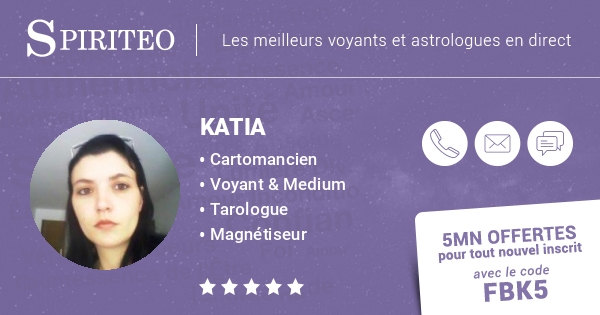 SPIRITEO
Les meilleurs voyants et astrologues en direct
KATIA
• Cartomancien
• Voyant & Medium
• Tarologue
• Magnétiseur
5MN OFFERTES
pour tout nouvel inscrit
avec le code
FBK5